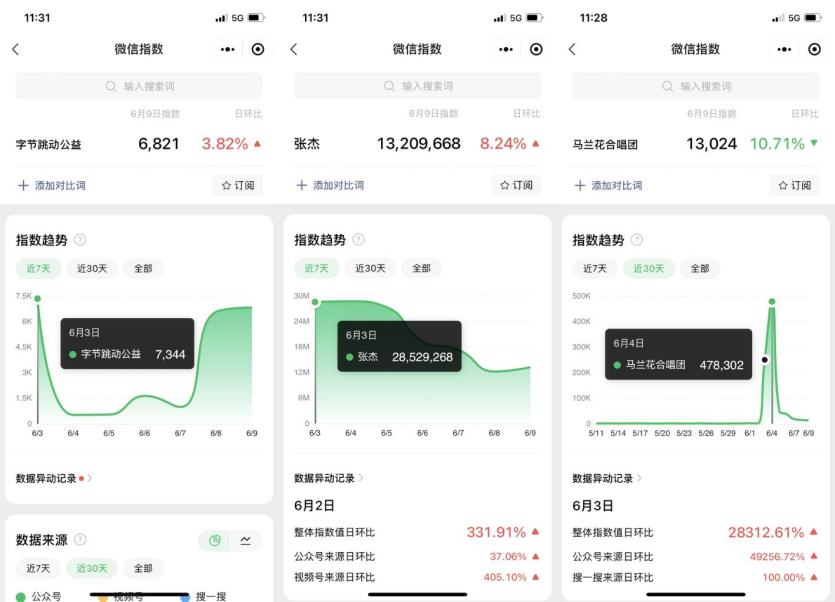 11:31
5G
微信指数
输入搜索词
6月9日指数 日环比
字节跳动公益 6,821 3.82%
添加对比词 订阅
指数趋势
近7天 近30天 全部
7.5K
6K
4.5K
3K
1.5K
0
6月3日
字节跳动公益 7,344
6/3 6/4 6/5 6/6 6/7 6/8 6/9
数据异动记录
数据来源
近7天 近30天 全部
公众号 视频号 搜一搜
11:31
5G
微信指数
输入搜索词
6月9日指数 日环比
张杰 13,209,668 8.24%
添加对比词 订阅
指数趋势
近7天 近30天 全部
30M
24M
18M
12M
6M
0
6月3日
张杰 28,529,268
6/3 6/4 6/5 6/6 6/7 6/8 6/9
数据异动记录
6月2日
整体指数值日环比 331.91%
公众号来源日环比 37.06%
视频号来源日环比 405.10%
11:28
5G
微信指数
输入搜索词
6月9日指数 日环比
马兰花合唱团 13,024 10.71%
添加对比词 订阅
指数趋势
近7天 近30天 全部
500K
400K
300K
200K
100K
0
6月4日
马兰花合唱团 478,302
5/11 5/14 5/17 5/20 5/23 5/26 5/29 6/1 6/4 6/7 6/9
数据异动记录
6月3日
整体指数值日环比 28312.61%
公众号来源日环比 49256.72%
搜一搜来源日环比 100.00%